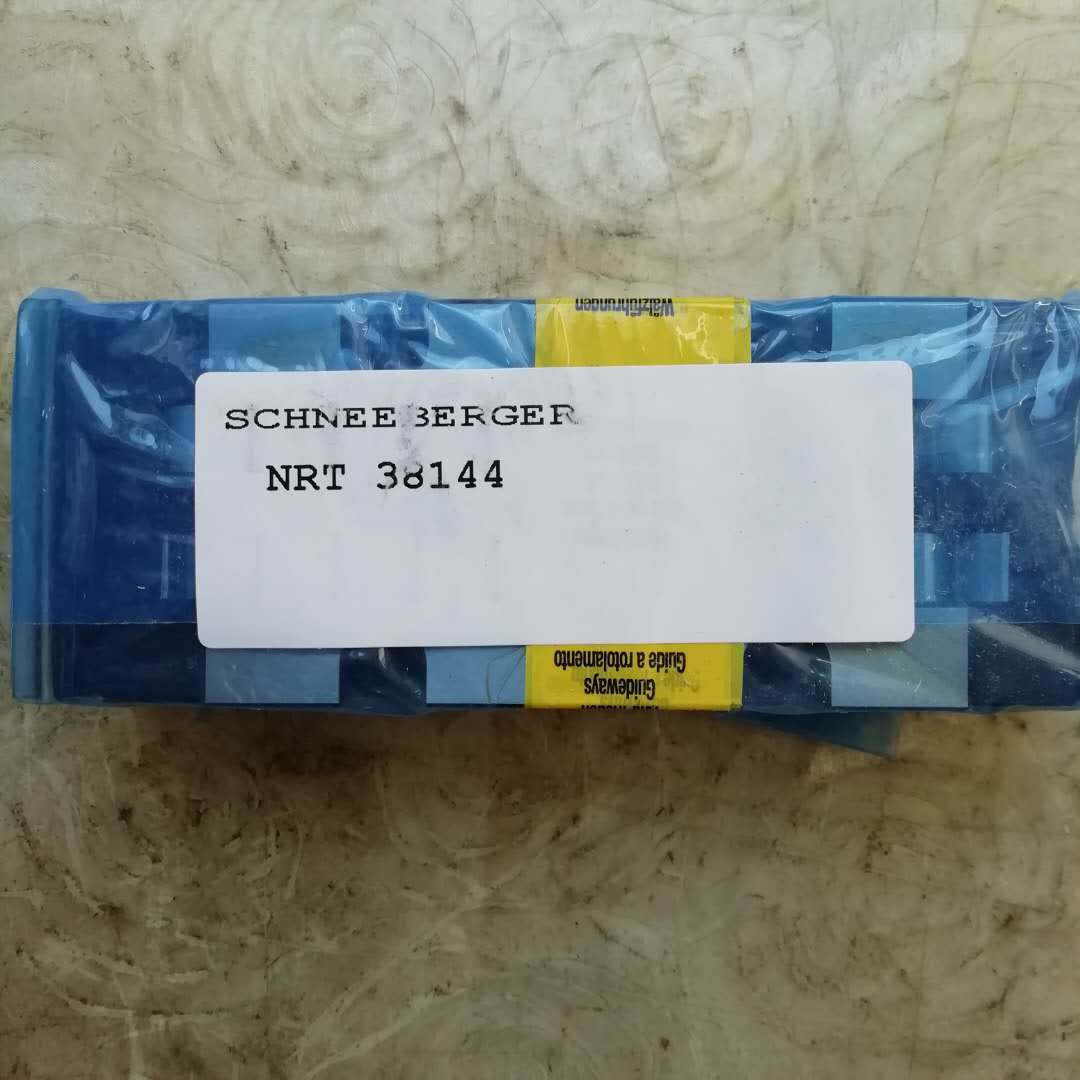 Wälzführungen
SCHNEEBERGER
NRT 38144
Guide a rotolamento
Guideways